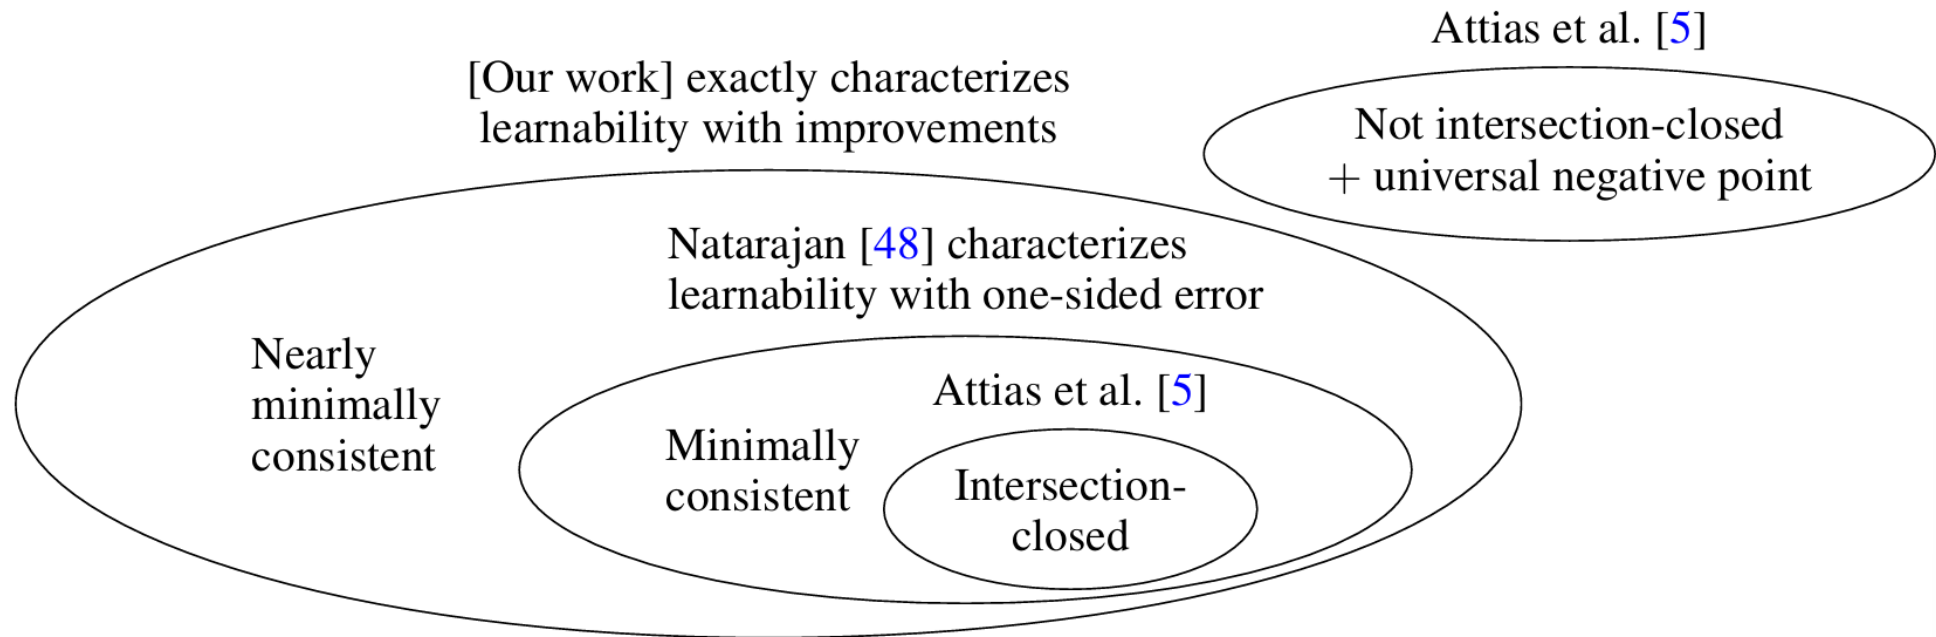 Attias et al. [5]
[Our work] exactly characterizes
learnability with improvements
Not intersection-closed
+ universal negative point
Natarajan [48] characterizes
learnability with one-sided error
Nearly
minimally
consistent
Attias et al. [5]
Minimally
consistent
Intersection-
closed